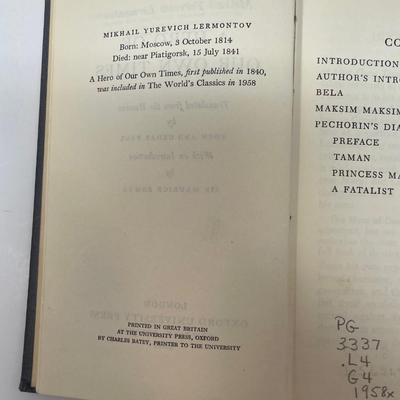 MIKHAIL YUREVICH LERMONTOV
Born: Moscow, 3 October 1814
Died: near Piatigorsk, 15 July 1841
A Hero of Our Own Times, first published in 1840,
was included in The World's Classics in 1958
PRINTED IN GREAT BRITAIN
AT THE UNIVERSITY PRESS, OXFORD
BY CHARLES BATEY, PRINTER TO THE UNIVERSITY
CO
INTRODUCTION
AUTHOR'S INTRO
BELA
MAKSIM MAKSIM
PECHORIN'S DIA
PREFACE
TAMAN
PRINCESS MA
A FATALIST
PG
3337
.L4
G4
1958x